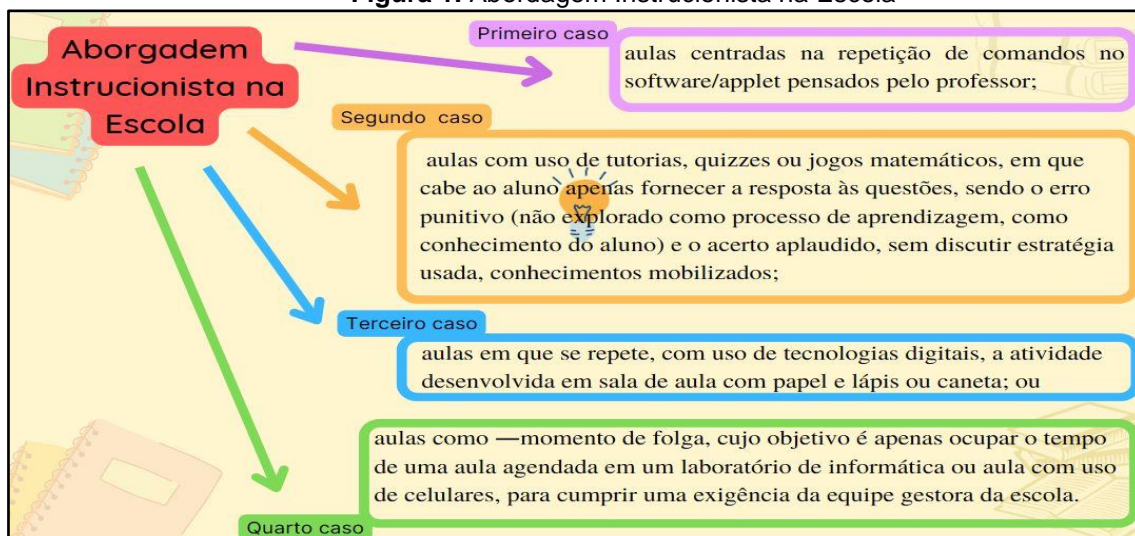 Figura 1: Abordagem Instrucionista na Escola
Aborgadem
Instrucionista na
Escola
Primeiro caso
aulas centradas na repetição de comandos no
software/applet pensados pelo professor;
Segundo caso
aulas com uso de tutorias, quizzes ou jogos matemáticos, em que
cabe ao aluno apenas fornecer a resposta às questões, sendo o erro
punitivo (não explorado como processo de aprendizagem, como
conhecimento do aluno) e o acerto aplaudido, sem discutir estratégia
usada, conhecimentos mobilizados;
Terceiro caso
aulas em que se repete, com uso de tecnologias digitais, a atividade
desenvolvida em sala de aula com papel e lápis ou caneta; ou
aulas como ―momento de folga, cujo objetivo é apenas ocupar o tempo
de uma aula agendada em um laboratório de informática ou aula com uso
de celulares, para cumprir uma exigência da equipe gestora da escola.
Quarto caso